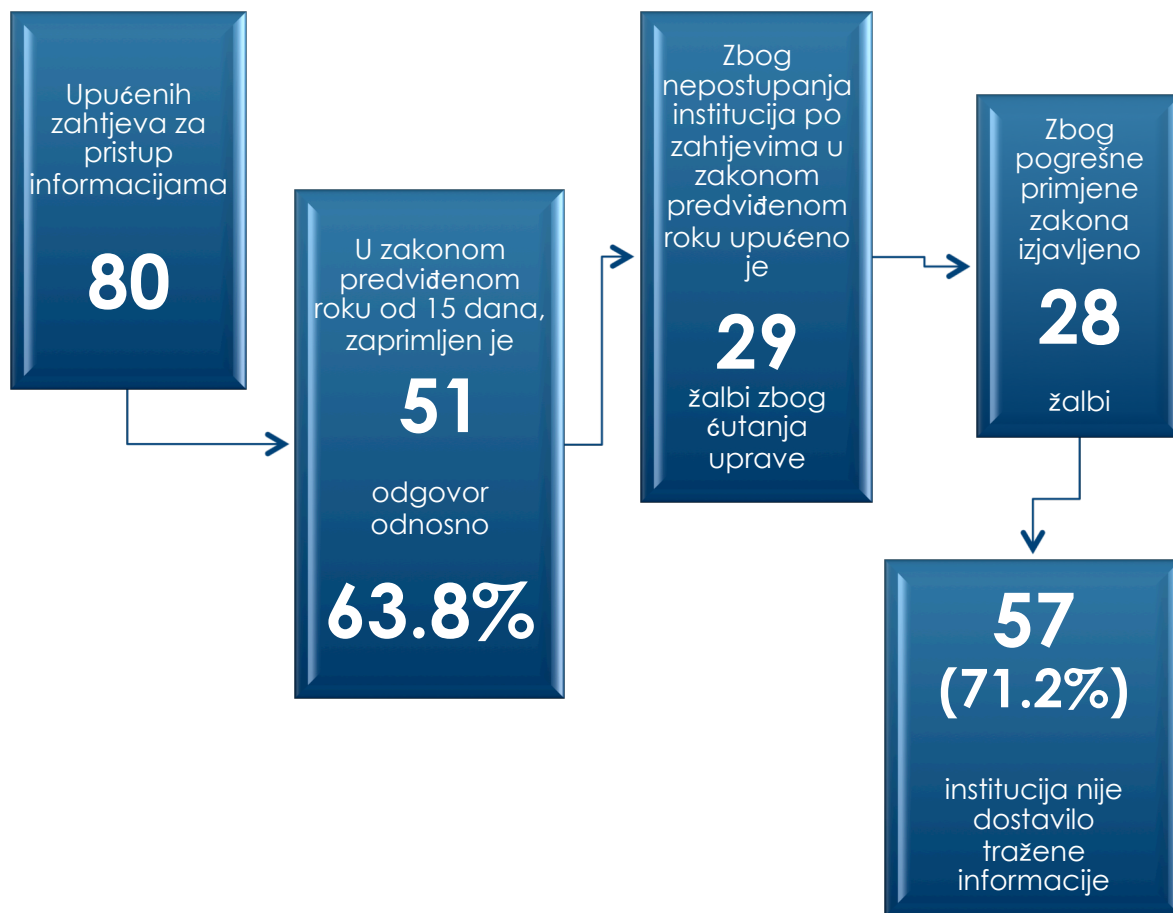 Upućenih
zahtjeva za
pristup
informacijama
80
U zakonom
predviđenom
roku od 15 dana,
zaprimljen je
51
odgovor
odnosno
63.8%
Zbog
nepostupanja
institucija po
zahtjevima u
zakonom
predviđenom
roku upućeno
je
29
žalbi zbog
ćutanja
uprave
Zbog
pogrešne
primjene
zakona
izjavljeno
28
žalbi
57
(71.2%)
institucija nije
dostavilo
tražene
informacije